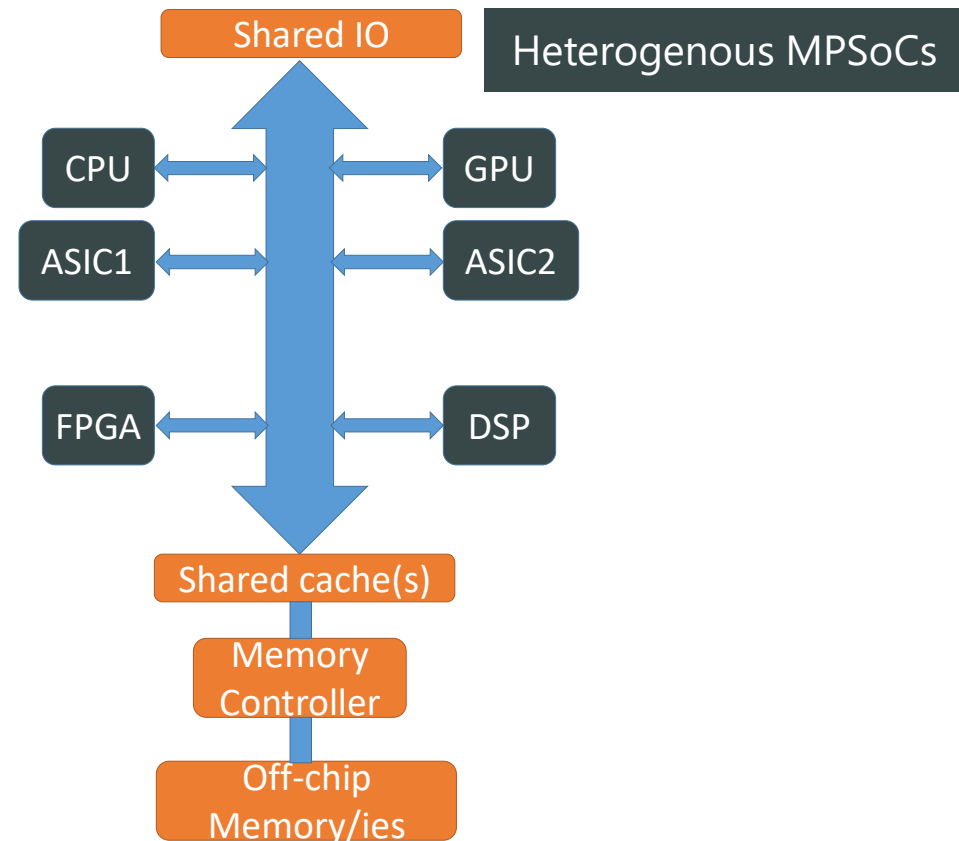 Shared IO
Heterogenous MPSoCs
CPU
GPU
ASIC1
ASIC2
FPGA
DSP
Shared cache(s)
Memory
Controller
Off-chip
Memory/ies